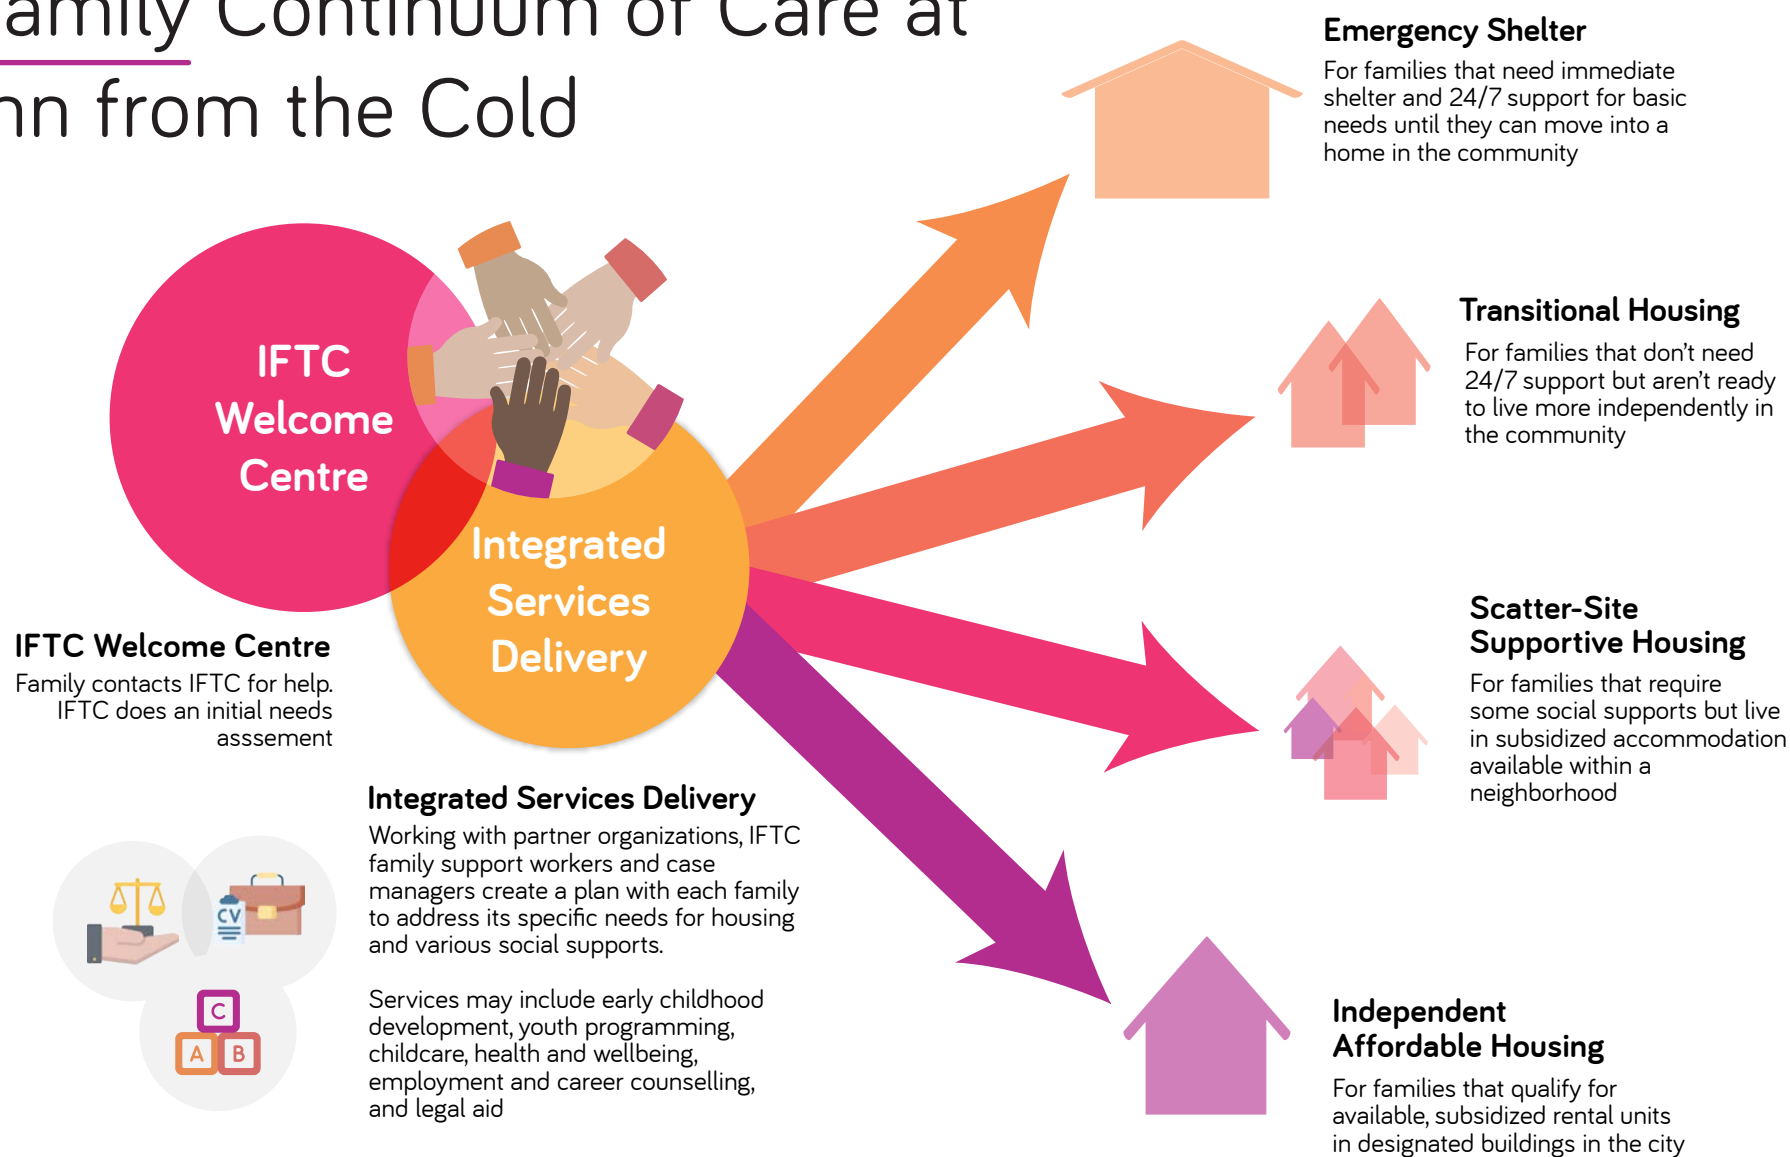 amily Continuum of Care at
nn from the Cold
IFTC
Welcome
Centre
Integrated
Services
Delivery
IFTC Welcome Centre
Family contacts IFTC for help.
IFTC does an initial needs
asssement
CV
C
A B
Integrated Services Delivery
Working with partner organizations, IFTC
family support workers and case
managers create a plan with each family
to address its specific needs for housing
and various social supports.
Services may include early childhood
development, youth programming,
childcare, health and wellbeing,
employment and career counselling,
and legal aid
Emergency Shelter
For families that need immediate
shelter and 24/7 support for basic
needs until they can move into a
home in the community
Transitional Housing
For families that don’t need
24/7 support but aren’t ready
to live more independently in
the community
Scatter-Site
Supportive Housing
For families that require
some social supports but live
in subsidized accommodation
available within a
neighborhood
Independent
Affordable Housing
For families that qualify for
available, subsidized rental units
in designated buildings in the city